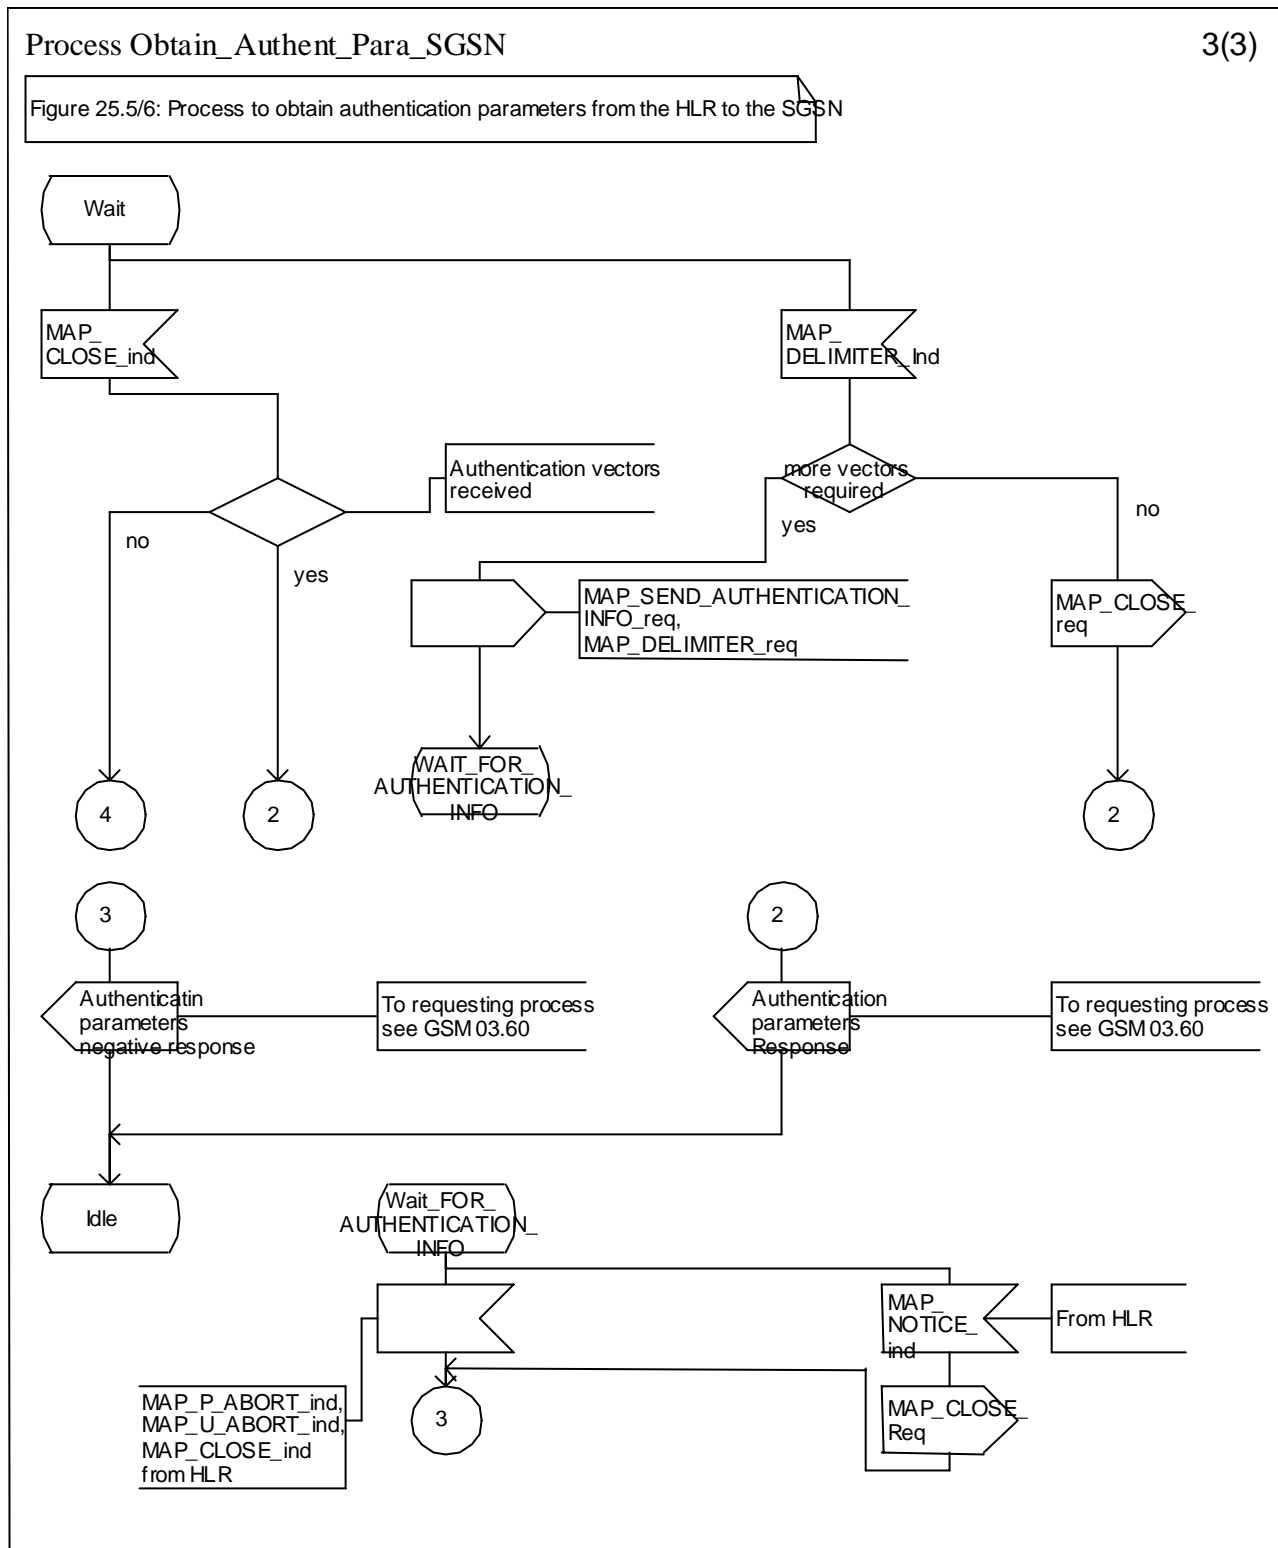 Process Obtain_Authent_Para_SGSN
3(3)
Figure 25.5/6: Process to obtain authentication parameters from the HLR to the SGSN
Wait
MAP_
CLOSE_ind
MAP_
DELIMITER_Ind
Authentication vectors
received
more vectors
required
no
yes
yes
no
MAP_SEND_AUTHENTICATION_
INFO_req,
MAP_DELIMITER_req
MAP_CLOSE_
req
WAIT_FOR_
AUTHENTICATION_
INFO
4
2
2
3
2
Authenticatin
parameters
negative response
To requesting process
see GSM 03.60
Authentication
parameters
Response
To requesting process
see GSM 03.60
Idle
Wait_FOR_
AUTHENTICATION_
INFO
MAP_
NOTICE_
ind
From HLR
MAP_P_ABORT_ind,
MAP_U_ABORT_ind,
MAP_CLOSE_ind
from HLR
3
MAP_CLOSE_
Req